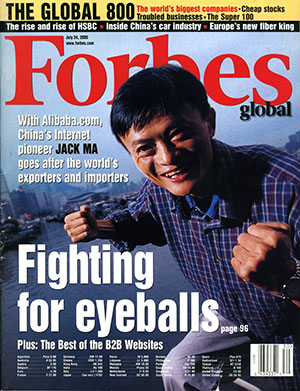 THE GLOBAL 800
The world's biggest companies • Cheap stocks
Troubled businesses • The Super 100
The rise and rise of HSBC • Inside China's car industry • Europe's new fiber king
July 24, 2000
www.forbes.com
Forbes
global
With Alibaba.com,
China's Internet
pioneer JACK MA
goes after the world's
exporters and importers
Fighting
for eyeballs
page 96
Plus: The Best of the B2B Websites